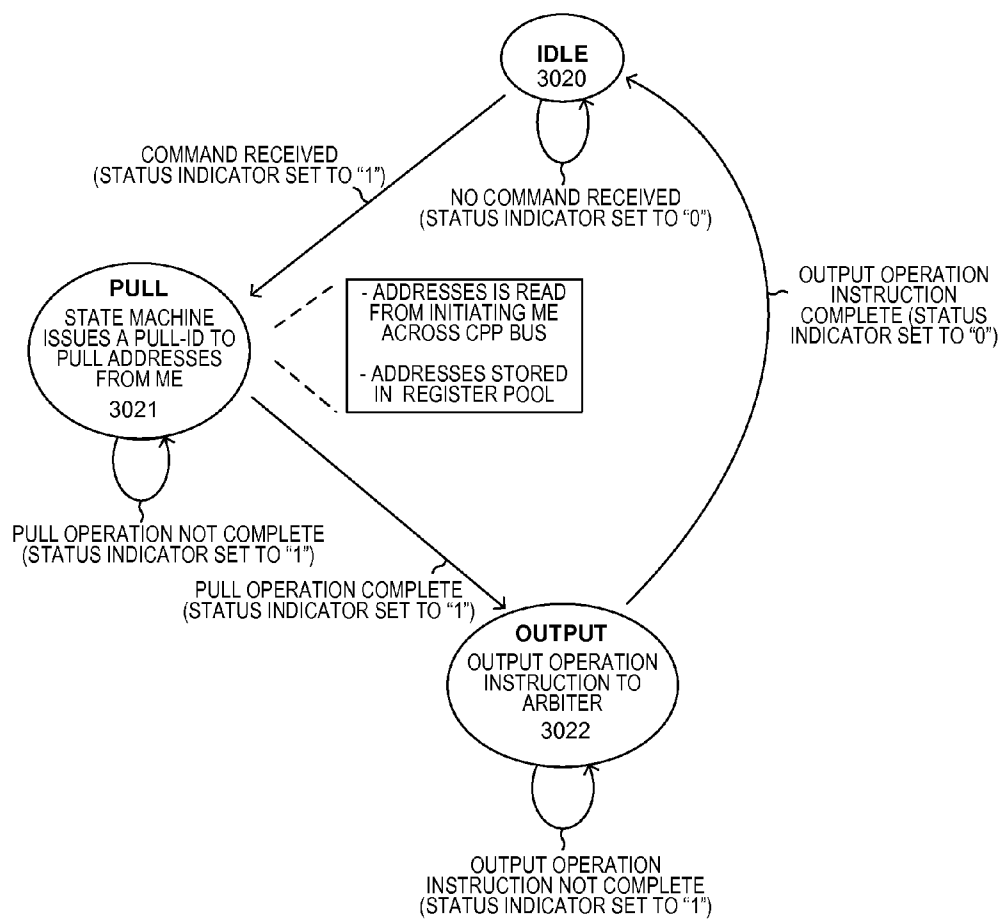 IDLE
3020
COMMAND RECEIVED
(STATUS INDICATOR SET TO "1")
NO COMMAND RECEIVED
(STATUS INDICATOR SET TO "0")
PULL
STATE MACHINE
ISSUES A PULL-ID TO
PULL ADDRESSES
FROM ME
3021
- ADDRESSES IS READ
FROM INITIATING ME
ACROSS CPP BUS
- ADDRESSES STORED
IN REGISTER POOL
OUTPUT OPERATION
INSTRUCTION
COMPLETE (STATUS
INDICATOR SET TO
"0")
PULL OPERATION NOT COMPLETE
(STATUS INDICATOR SET TO "1")
PULL OPERATION COMPLETE
(STATUS INDICATOR SET TO "1")
OUTPUT
OUTPUT OPERATION
INSTRUCTION TO
ARBITER
3022
OUTPUT OPERATION
INSTRUCTION NOT COMPLETE
(STATUS INDICATOR SET TO "1")